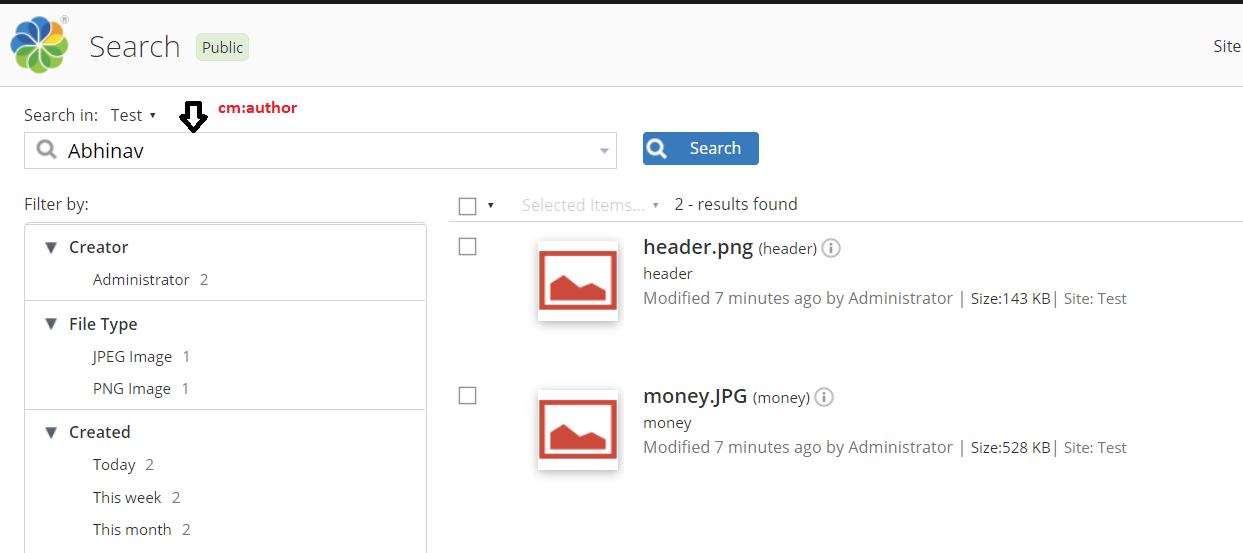 Search Public
Site
Search in: Test
cm:author
Abhinav
Search
Filter by:
Selected Items... 2 - results found
Creator
Administrator 2
File Type
JPEG Image 1
PNG Image 1
Created
Today 2
This week 2
This month 2
header.png (header)
header
Modified 7 minutes ago by Administrator | Size:143 KB| Site: Test
money.JPG (money)
money
Modified 7 minutes ago by Administrator | Size:528 KB| Site: Test